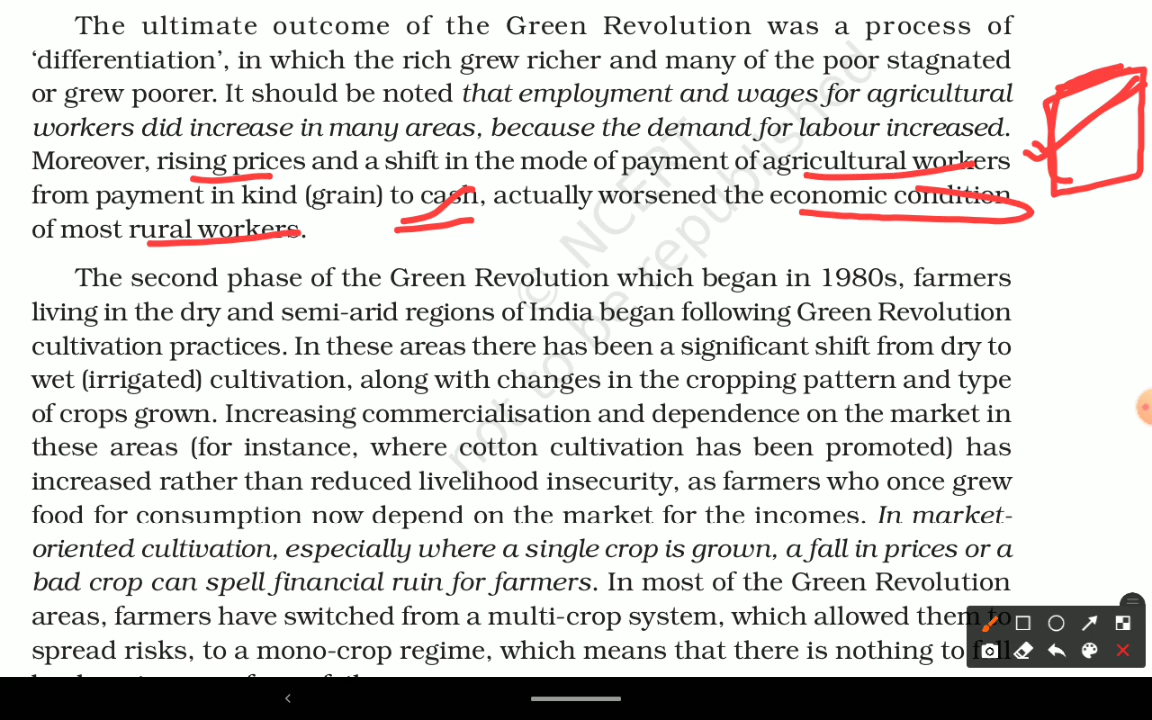 The ultimate outcome of the Green Revolution was a process of
‘differentiation’, in which the rich grew richer and many of the poor stagnated
or grew poorer. It should be noted that employment and wages for agricultural
workers did increase in many areas, because the demand for labour increased.
Moreover, rising prices and a shift in the mode of payment of agricultural workers
from payment in kind (grain) to cash, actually worsened the economic condition
of most rural workers.
The second phase of the Green Revolution which began in 1980s, farmers
living in the dry and semi-arid regions of India began following Green Revolution
cultivation practices. In these areas there has been a significant shift from dry to
wet (irrigated) cultivation, along with changes in the cropping pattern and type
of crops grown. Increasing commercialisation and dependence on the market in
these areas (for instance, where cotton cultivation has been promoted) has
increased rather than reduced livelihood insecurity, as farmers who once grew
food for consumption now depend on the market for the incomes. In market-
oriented cultivation, especially where a single crop is grown, a fall in prices or a
bad crop can spell financial ruin for farmers. In most of the Green Revolution
areas, farmers have switched from a multi-crop system, which allowed them to
spread risks, to a mono-crop regime, which means that there is nothing to fall
© NCERT
not to be republished